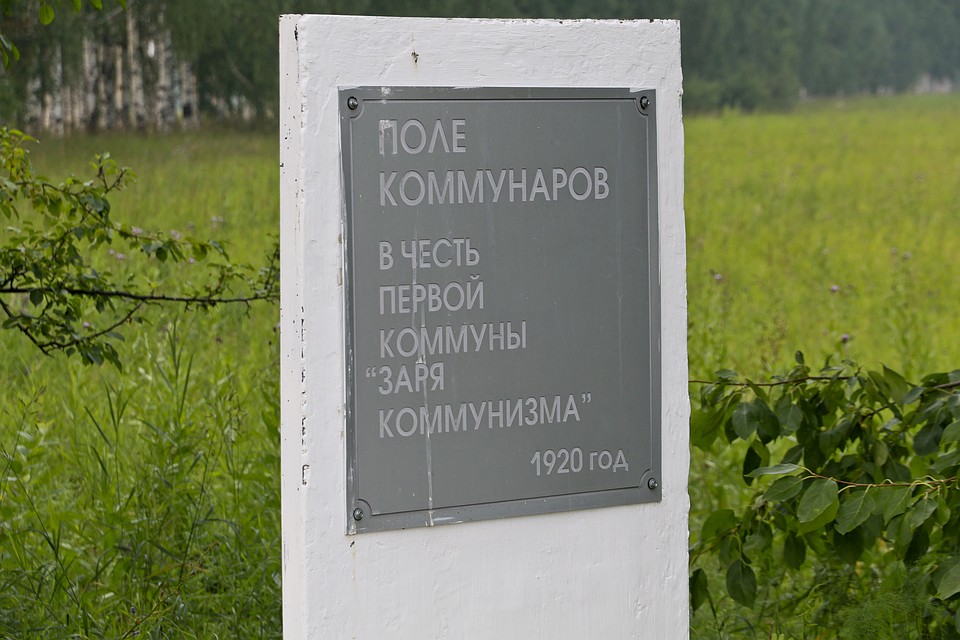 ПОЛЕ
КОММУНАРОВ
В ЧЕСТЬ
ПЕРВОЙ
КОММУНЫ
“ЗАРЯ
КОММУНИЗМА”
1920 ГОД